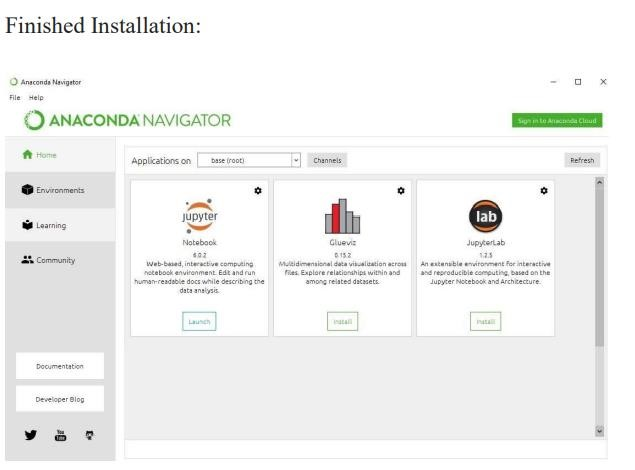 Finished Installation:
Anaconda Navigator
File Help
ANACONDA NAVIGATOR
Sign in to Anaconda Cloud
Home
Environments
Learning
Community
Documentation
Developer Blog
You
Tube
Applications on base (root) Channels Refresh
jupyter
Notebook
6.0.2
Web-based, interactive computing
notebook environment. Edit and run
human-readable docs while describing the
data analysis.
Launch
Glueviz
0.15.2
Multidimensional data visualization across
files. Explore relationships within and
among related datasets.
Install
lab
JupyterLab
1.2.5
An extensible environment for interactive
and reproducible computing, based on the
Jupyter Notebook and Architecture.
Install